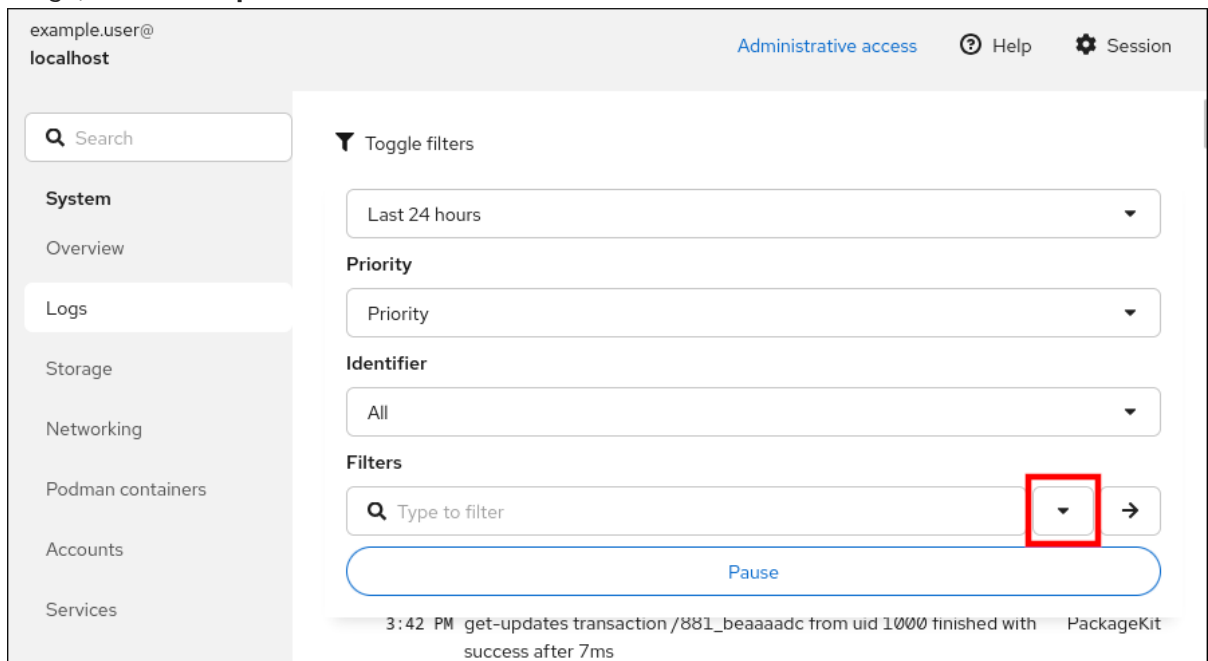 example.user@
localhost
Administrative access
Help
Session
Search
System
Overview
Logs
Storage
Networking
Podman containers
Accounts
Services
Toggle filters
Last 24 hours
Priority
Priority
Identifier
All
Filters
Type to filter
Pause
3:42 PM get-updates transaction /881_beaaaadc from uid 1000 finished with PackageKit
success after 7ms